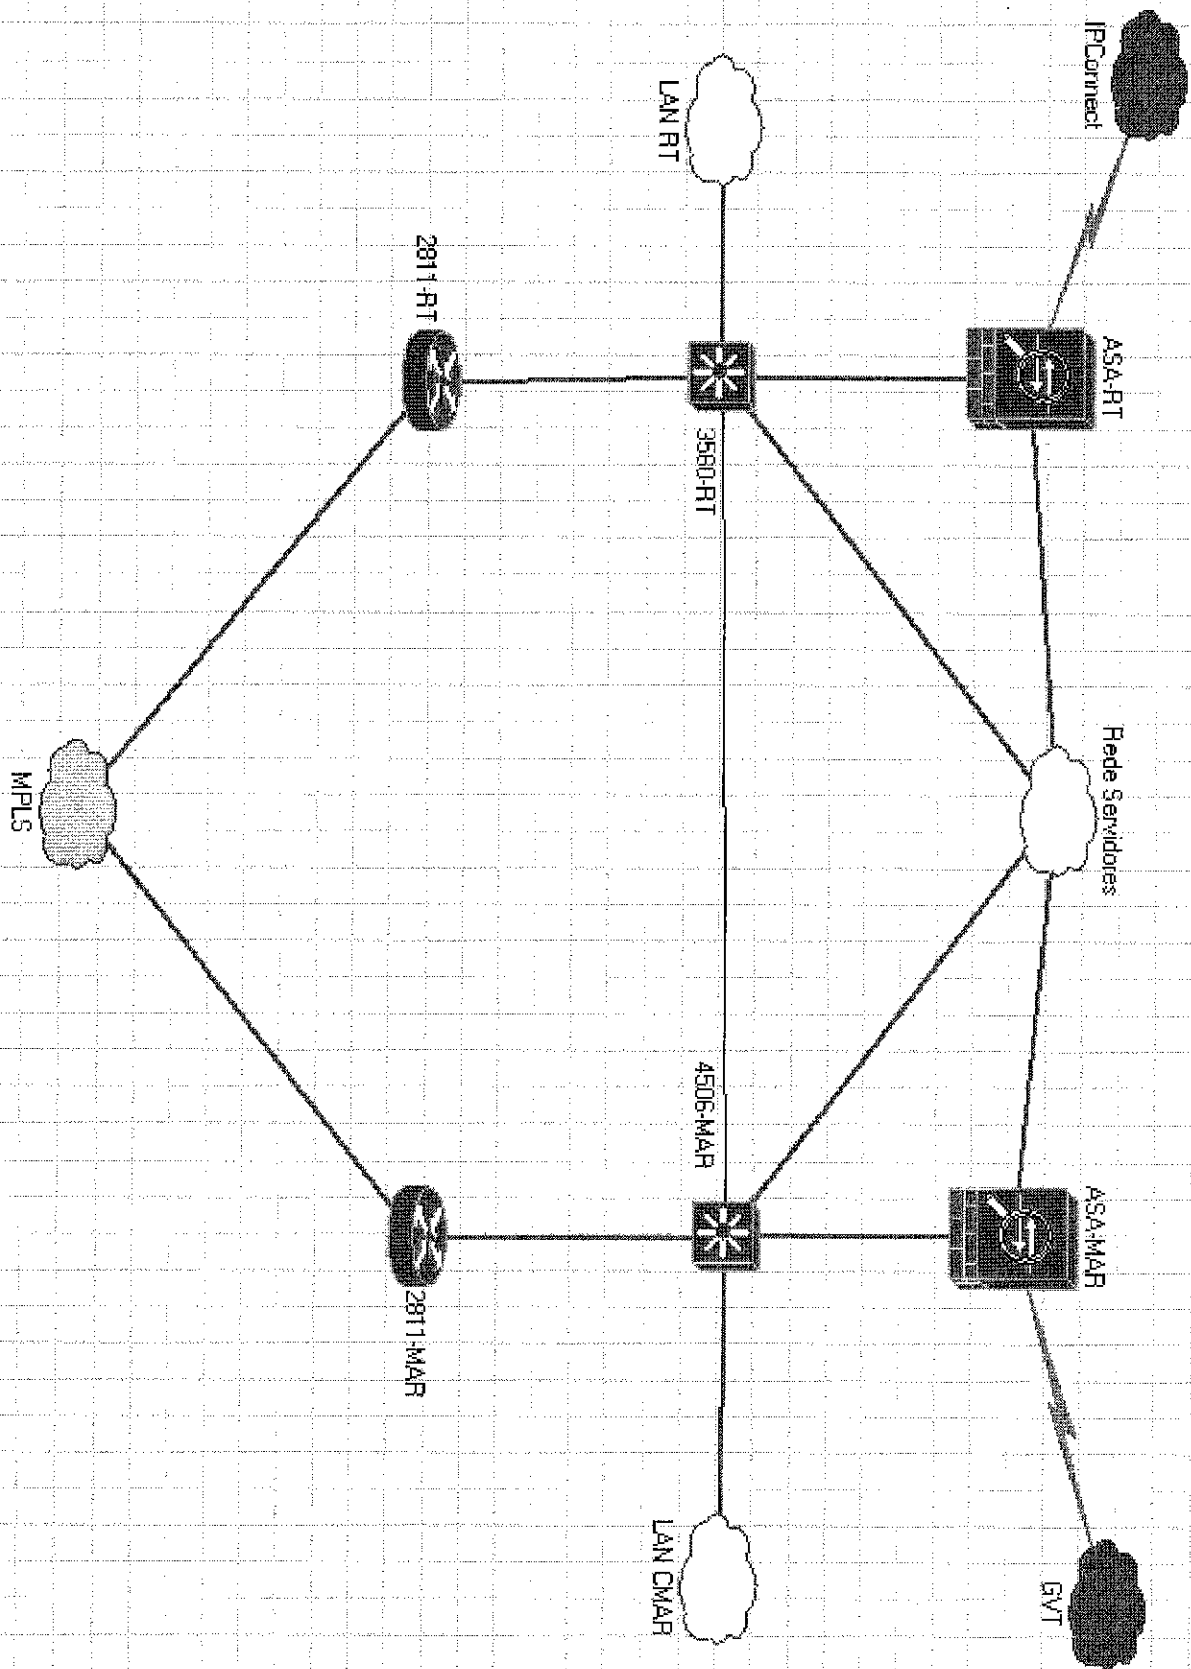 IPConnect
GVT
ASA-RT
Rede Servidores
ASA-MAR
LAN RT
3560-RT
4506-MAR
LAN CMAR
2811-RT
2811-MAR
MPLS